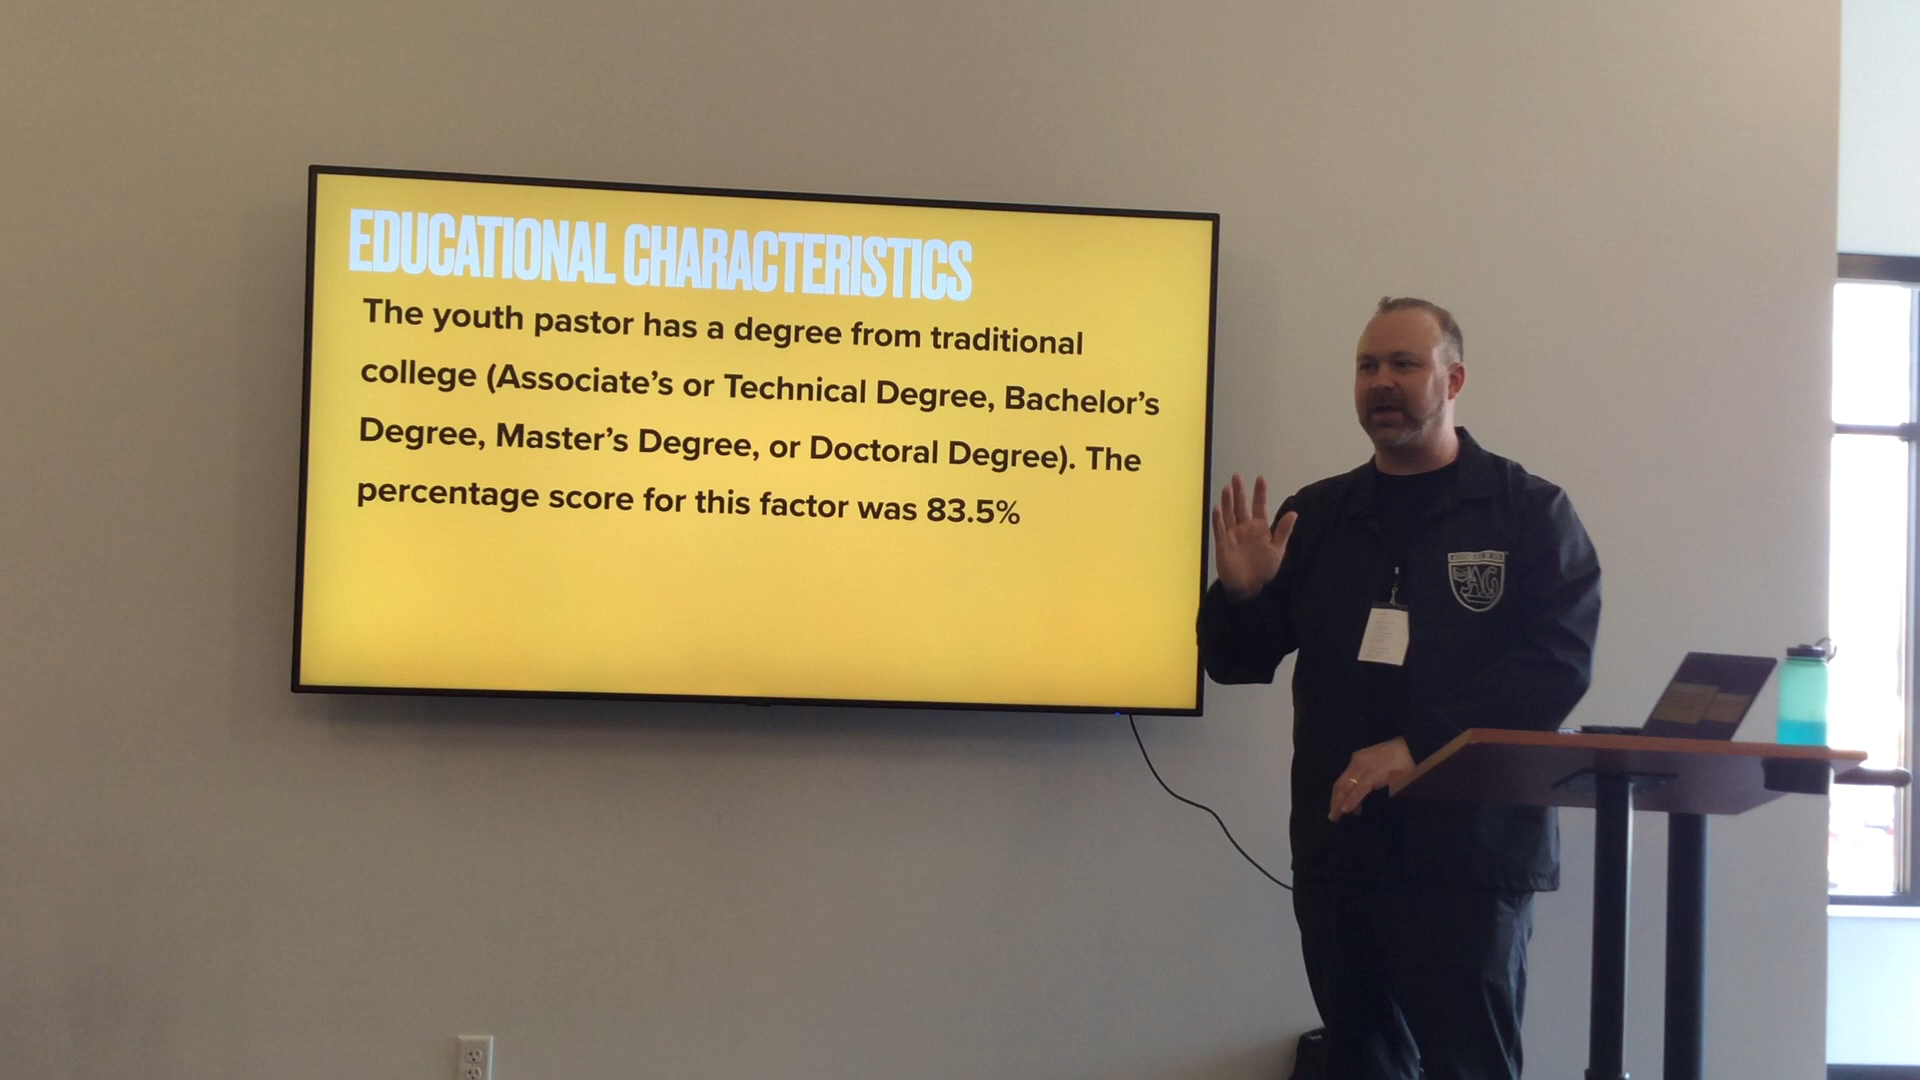 EDUCATIONAL CHARACTERISTICS
The youth pastor has a degree from traditional
college (Associate’s or Technical Degree, Bachelor’s
Degree, Master’s Degree, or Doctoral Degree). The
percentage score for this factor was 83.5%
AG